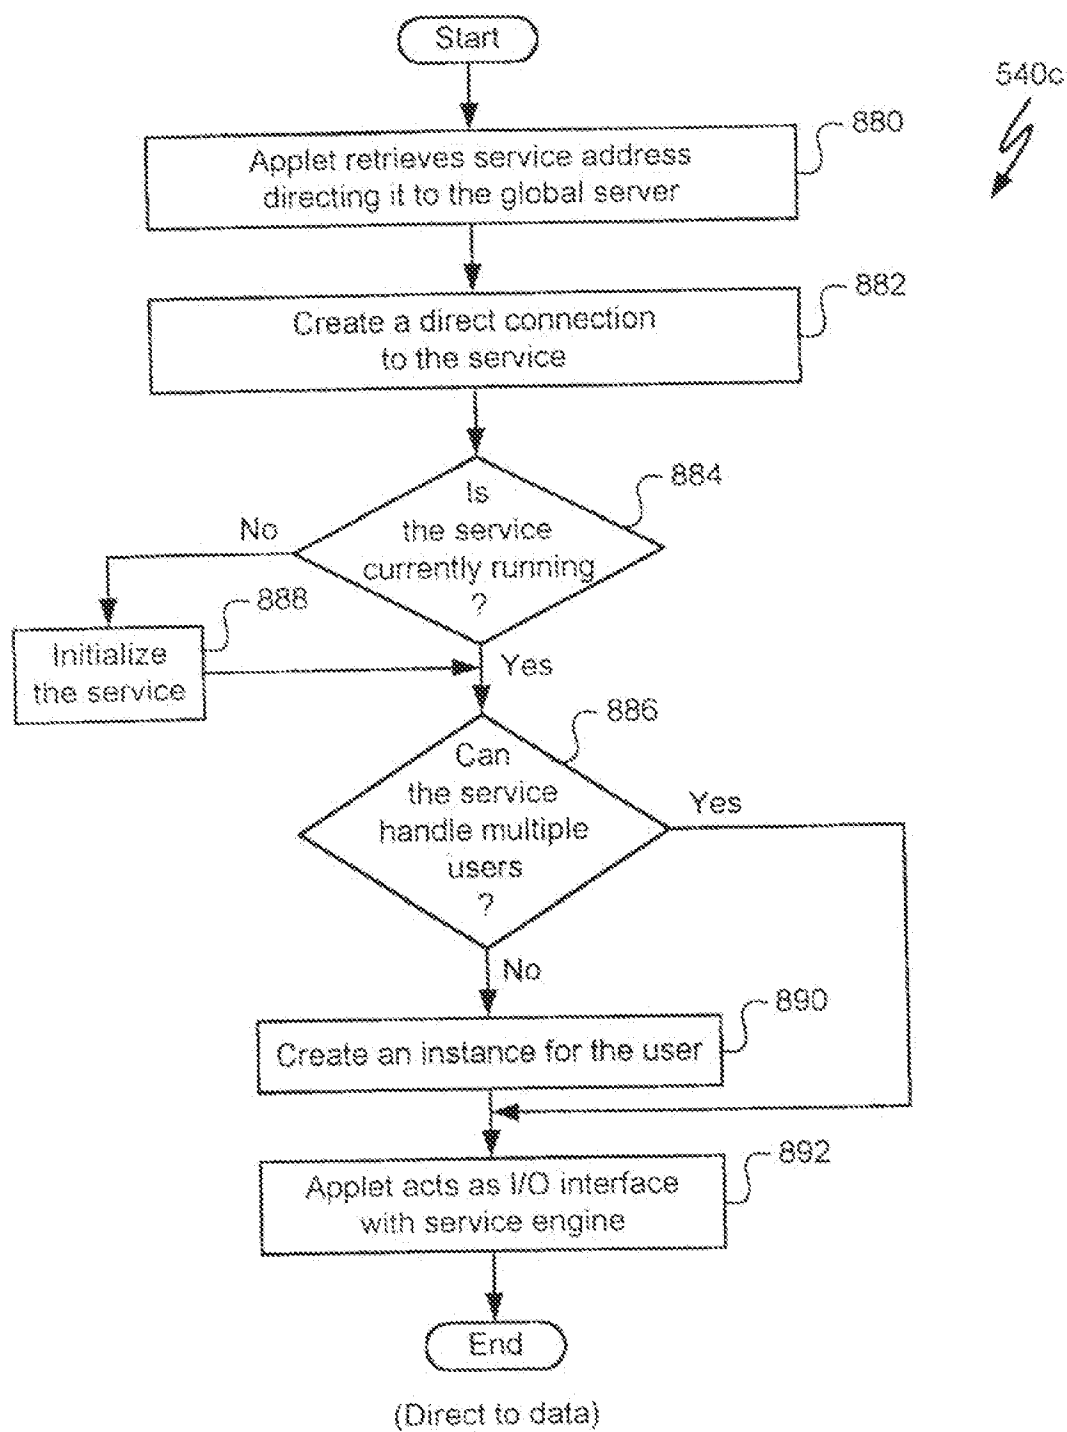 Start
540c
880
Applet retrieves service address
directing it to the global server
882
Create a direct connection
to the service
884
Is
the service
currently running
?
No
888
Initialize
the service
Yes
886
Can
the service
handle multiple
users
?
Yes
No
890
Create an instance for the user
892
Applet acts as I/O interface
with service engine
End
(Direct to data)